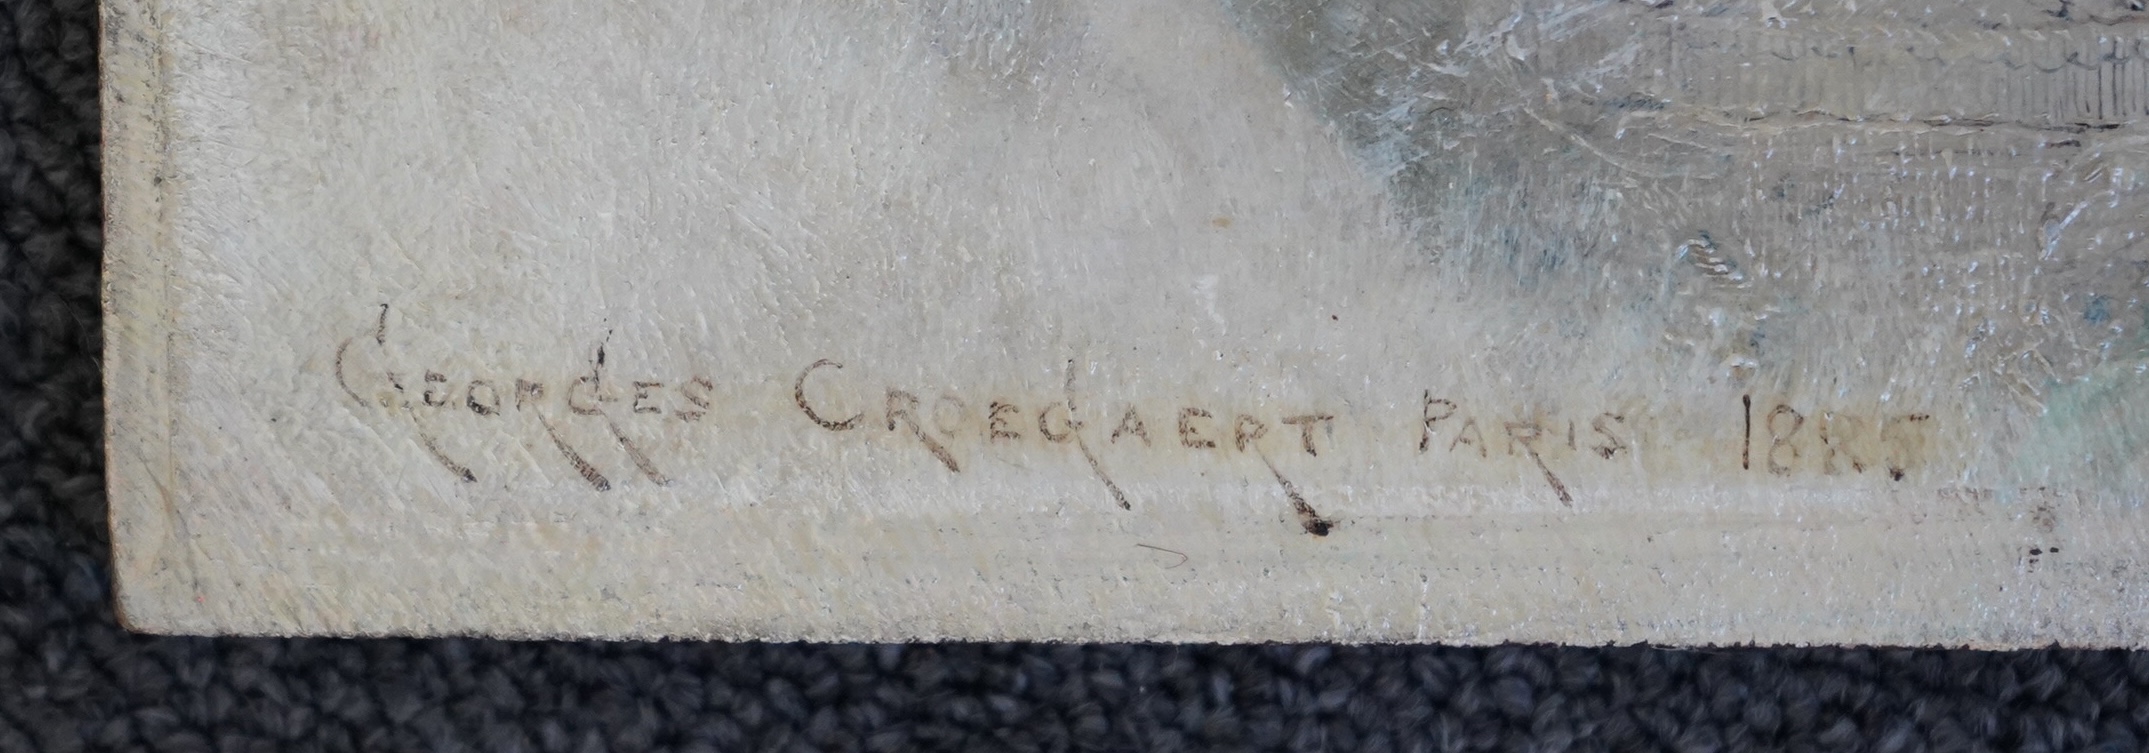 GEORGES CROEGAERT PARIS 1885